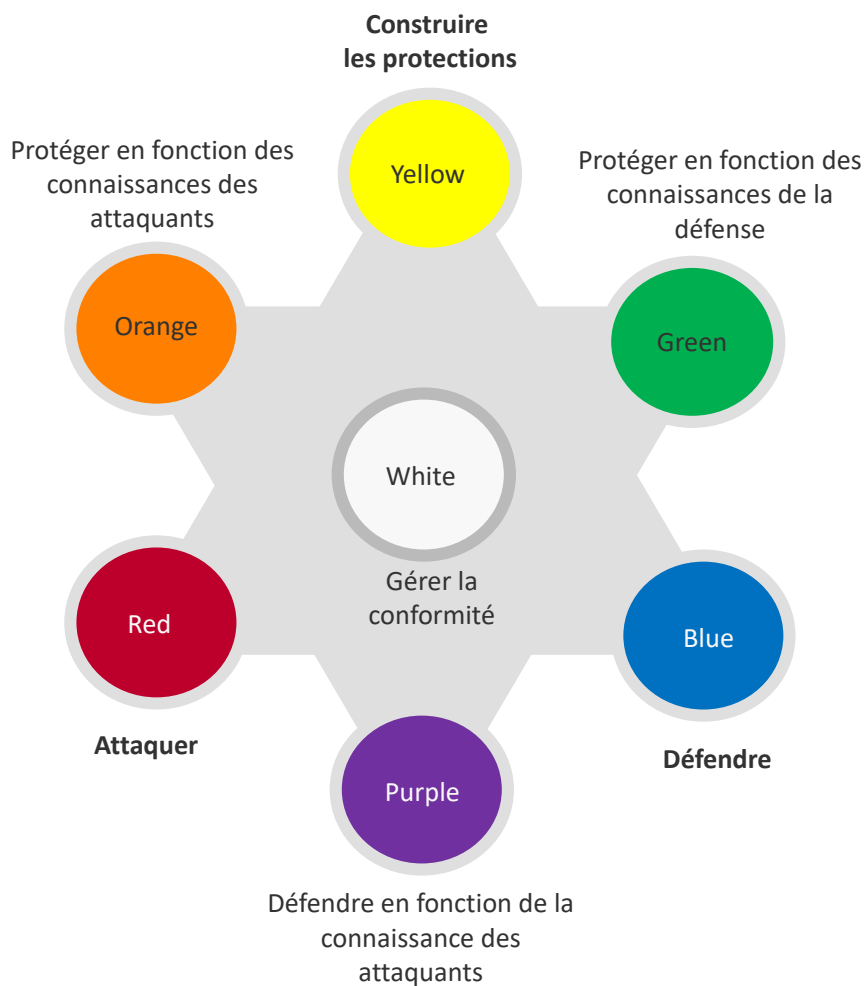 Construire
les protections
Yellow
Protéger en fonction des
connaissances des
attaquants
Orange
Protéger en fonction des
connaissances de la
défense
Green
White
Gérer la
conformité
Red
Attaquer
Blue
Défendre
Purple
Défendre en fonction de la
connaissance des
attaquants